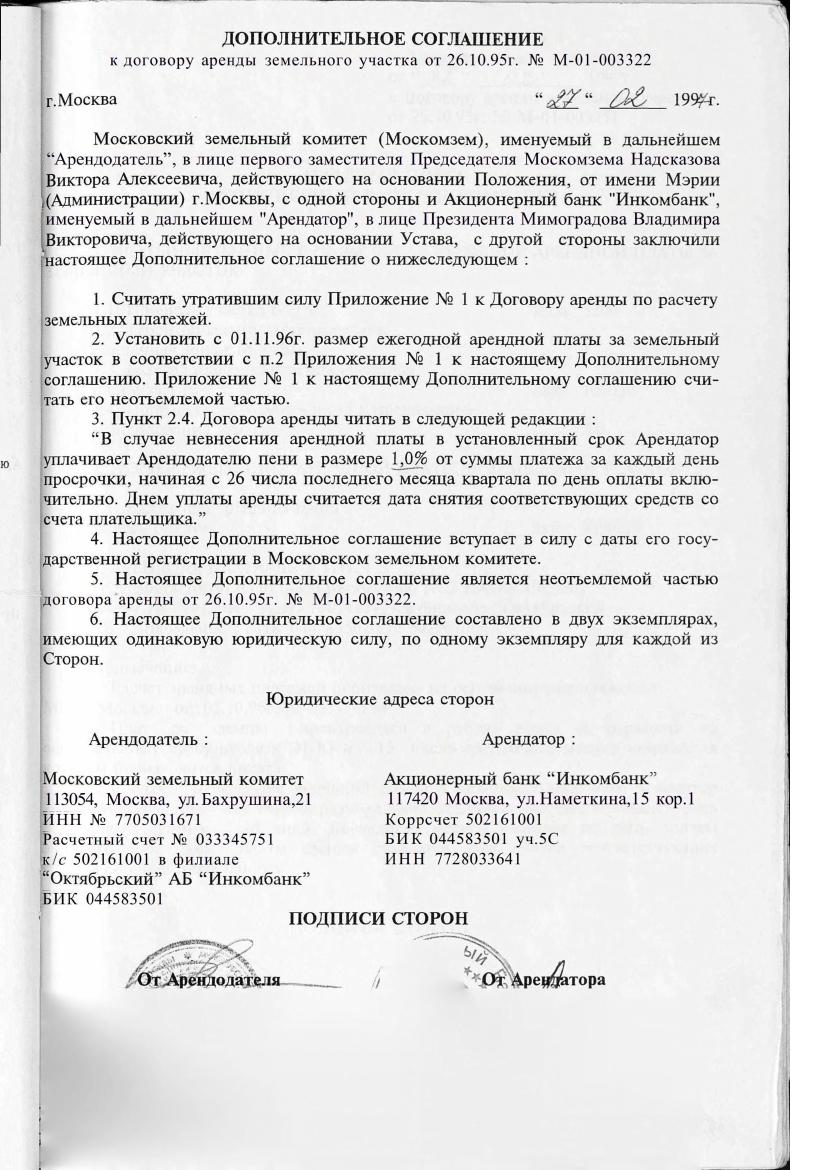 ДОПОЛНИТЕЛЬНОЕ СОГЛАШЕНИЕ
к договору аренды земельного участка от 26.10.95г. № М-01-003322
г.Москва “ 27 “ 02 1997г.
Московский земельный комитет (Москомзем), именуемый в дальнейшем
“Арендодатель”, в лице первого заместителя Председателя Москомзема Надсказова
Виктора Алексеевича, действующего на основании Положения, от имени Мэрии
(Администрации) г.Москвы, с одной стороны и Акционерный банк "Инкомбанк",
именуемый в дальнейшем "Арендатор", в лице Президента Мимоградова Владимира
Викторовича, действующего на основании Устава, с другой стороны заключили
настоящее Дополнительное соглашение о нижеследующем :
1. Считать утратившим силу Приложение № 1 к Договору аренды по расчету
земельных платежей.
2. Установить с 01.11.96г. размер ежегодной арендной платы за земельный
участок в соответствии с п.2 Приложения № 1 к настоящему Дополнительному
соглашению. Приложение № 1 к настоящему Дополнительному соглашению счи-
тать его неотъемлемой частью.
3. Пункт 2.4. Договора аренды читать в следующей редакции :
“В случае невнесения арендной платы в установленный срок Арендатор
ю
уплачивает Арендодателю пени в размере 1,0% от суммы платежа за каждый день
просрочки, начиная с 26 числа последнего месяца квартала по день оплаты вклю-
чительно. Днем уплаты аренды считается дата снятия соответствующих средств со
счета плательщика.”
4. Настоящее Дополнительное соглашение вступает в силу с даты его госу-
дарственной регистрации в Московском земельном комитете.
5. Настоящее Дополнительное соглашение является неотъемлемой частью
договора аренды от 26.10.95г. № М-01-003322.
6. Настоящее Дополнительное соглашение составлено в двух экземплярах,
имеющих одинаковую юридическую силу, по одному экземпляру для каждой из
Сторон.
Юридические адреса сторон
Арендодатель : Арендатор :
Московский земельный комитет Акционерный банк “Инкомбанк”
113054, Москва, ул.Бахрушина,21 117420 Москва, ул.Наметкина,15 кор.1
ИНН № 7705031671 Коррсчет 502161001
Расчетный счет № 033345751 БИК 044583501 уч.5С
к/с 502161001 в филиале ИНН 7728033641
“Октябрьский” АБ “Инкомбанк”
БИК 044583501
ПОДПИСИ СТОРОН
ЫЙ
От Арендодателя От Арендатора